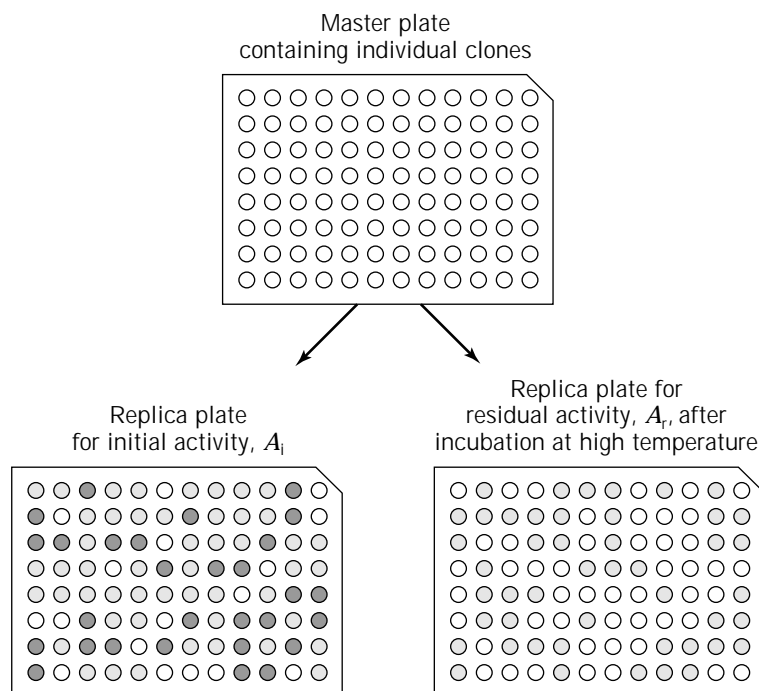 Master plate
containing individual clones
Replica plate
for initial activity, Ai
Replica plate for
residual activity, Ar, after
incubation at high temperature